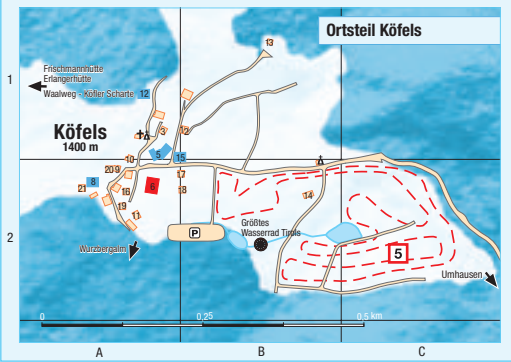 Ortsteil Köfels
13
1
Frischmannhütte
Erlangerhütte
Waalweg - Köfler Scharte
12
Köfels
1400 m
3
2
5
15
10
20 9
17
8
6
21
16
18
14
19
11
P
Größtes
Wasserrad Tirols
2
Wurzbergalm
5
Umhausen
0
0,25
0,5 km
A
B
C